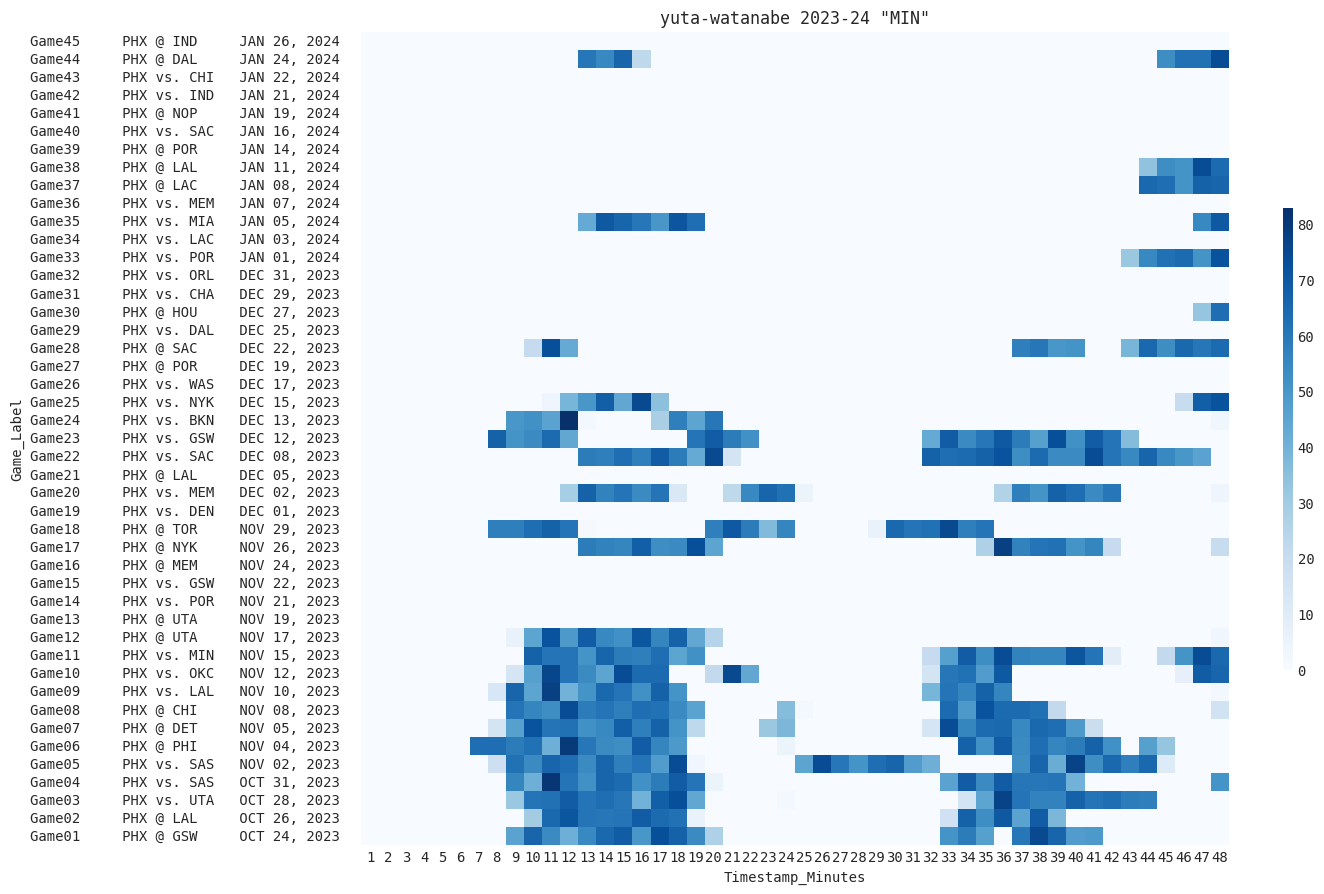 yuta-watanabe 2023-24 "MIN"
Game45 PHX @ IND JAN 26, 2024
Game44 PHX @ DAL JAN 24, 2024
Game43 PHX vs. CHI JAN 22, 2024
Game42 PHX vs. IND JAN 21, 2024
Game41 PHX @ NOP JAN 19, 2024
Game40 PHX vs. SAC JAN 16, 2024
Game39 PHX @ POR JAN 14, 2024
Game38 PHX @ LAL JAN 11, 2024
Game37 PHX @ LAC JAN 08, 2024
Game36 PHX vs. MEM JAN 07, 2024
Game35 PHX vs. MIA JAN 05, 2024
Game34 PHX vs. LAC JAN 03, 2024
Game33 PHX vs. POR JAN 01, 2024
Game32 PHX vs. ORL DEC 31, 2023
Game31 PHX vs. CHA DEC 29, 2023
Game30 PHX @ HOU DEC 27, 2023
Game29 PHX vs. DAL DEC 25, 2023
Game28 PHX @ SAC DEC 22, 2023
Game27 PHX @ POR DEC 19, 2023
Game26 PHX vs. WAS DEC 17, 2023
Game25 PHX vs. NYK DEC 15, 2023
Game24 PHX vs. BKN DEC 13, 2023
Game23 PHX vs. GSW DEC 12, 2023
Game22 PHX vs. SAC DEC 08, 2023
Game21 PHX @ LAL DEC 05, 2023
Game20 PHX vs. MEM DEC 02, 2023
Game19 PHX vs. DEN DEC 01, 2023
Game18 PHX @ TOR NOV 29, 2023
Game17 PHX @ NYK NOV 26, 2023
Game16 PHX @ MEM NOV 24, 2023
Game15 PHX vs. GSW NOV 22, 2023
Game14 PHX vs. POR NOV 21, 2023
Game13 PHX @ UTA NOV 19, 2023
Game12 PHX @ UTA NOV 17, 2023
Game11 PHX vs. MIN NOV 15, 2023
Game10 PHX vs. OKC NOV 12, 2023
Game09 PHX vs. LAL NOV 10, 2023
Game08 PHX @ CHI NOV 08, 2023
Game07 PHX @ DET NOV 05, 2023
Game06 PHX @ PHI NOV 04, 2023
Game05 PHX vs. SAS NOV 02, 2023
Game04 PHX vs. SAS OCT 31, 2023
Game03 PHX vs. UTA OCT 28, 2023
Game02 PHX @ LAL OCT 26, 2023
Game01 PHX @ GSW OCT 24, 2023
Game_Label
1 2 3 4 5 6 7 8 9 10 11 12 13 14 15 16 17 18 19 20 21 22 23 24 25 26 27 28 29 30 31 32 33 34 35 36 37 38 39 40 41 42 43 44 45 46 47 48
Timestamp_Minutes
80
70
60
50
40
30
20
10
0